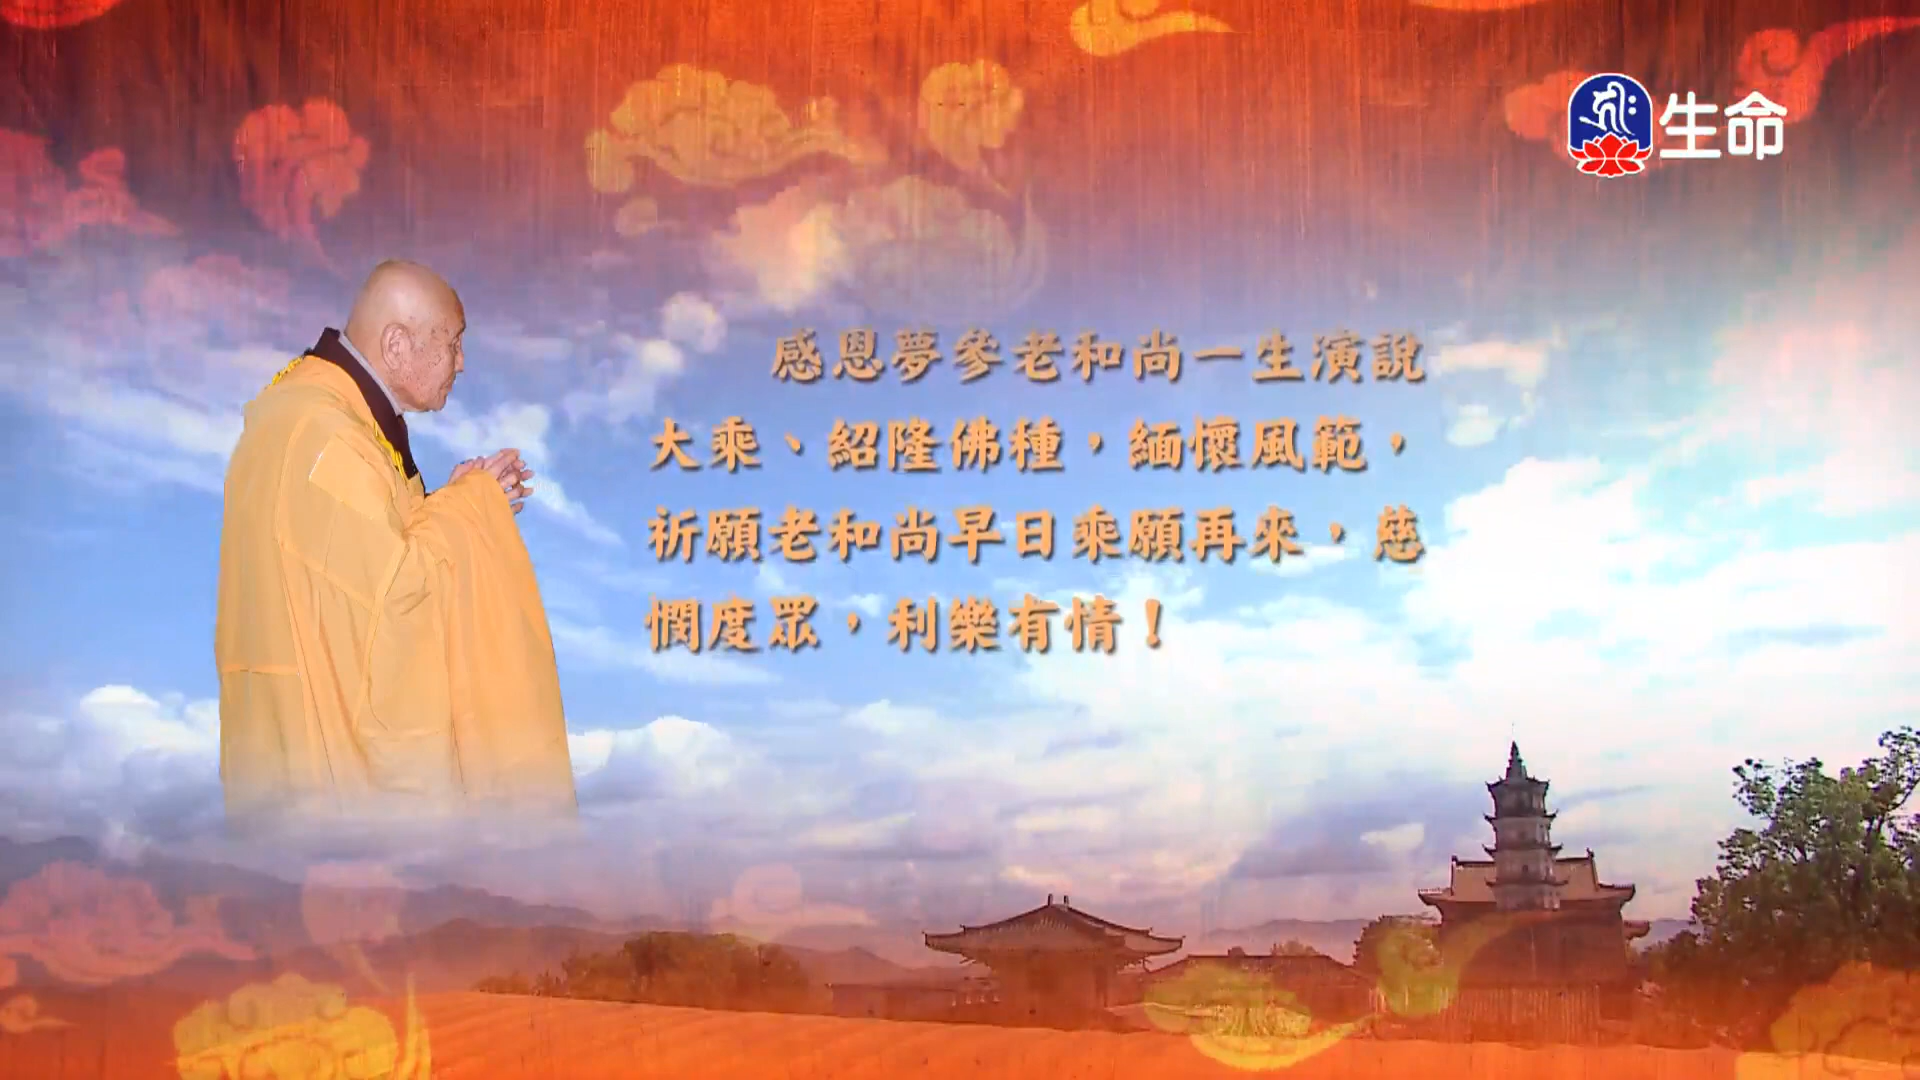 生命
感恩夢參老和尚一生演說
大乘、紹隆佛種，緬懷風範，
祈願老和尚早日乘願再來，慈
憫度眾，利樂有情！